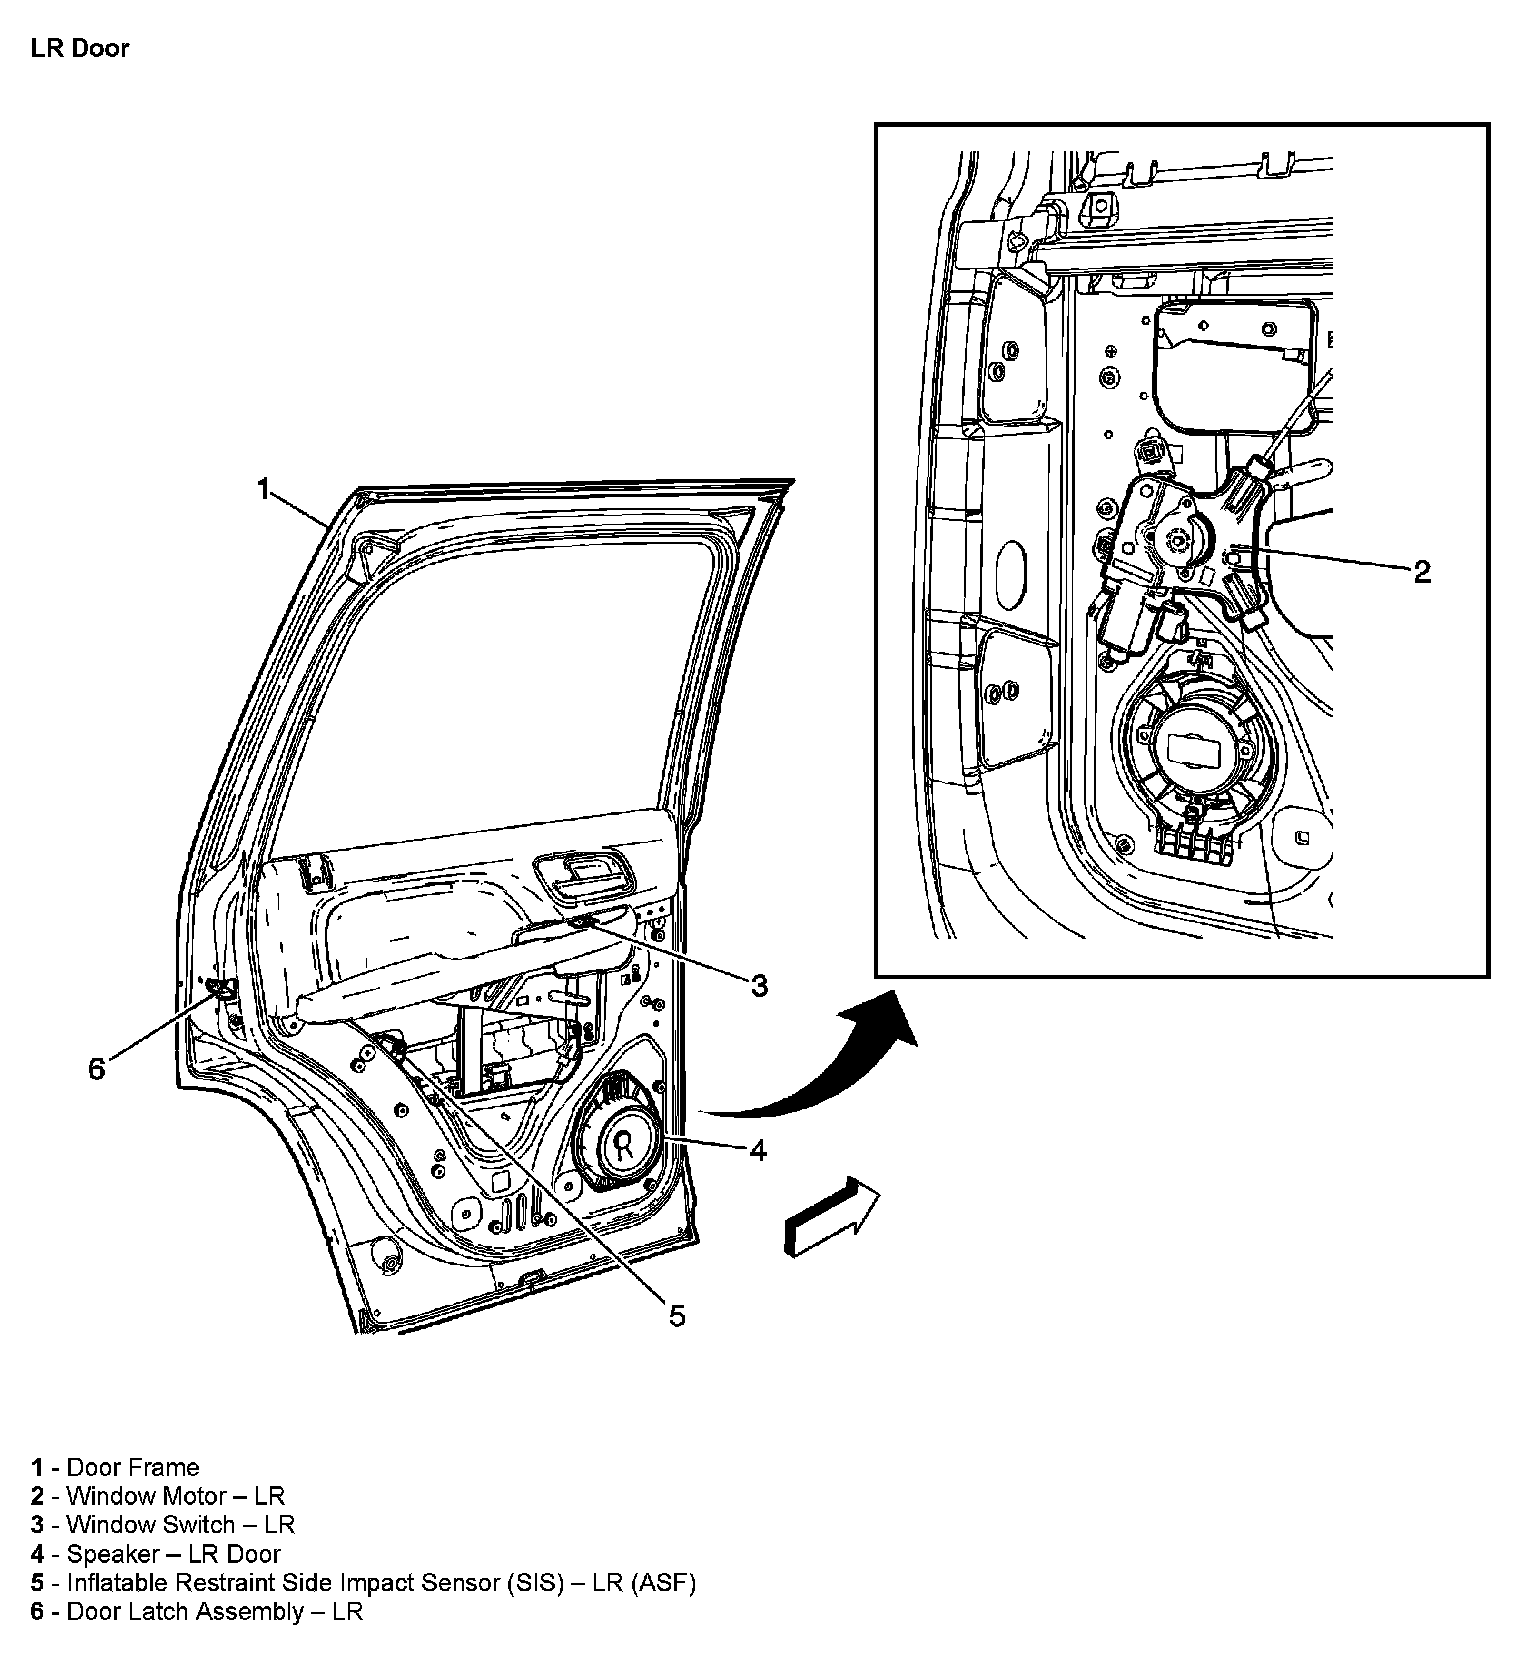 LR Door
1
2
3
6
4
R
5
1 - Door Frame
2 - Window Motor – LR
3 - Window Switch – LR
4 - Speaker – LR Door
5 - Inflatable Restraint Side Impact Sensor (SIS) – LR (ASF)
6 - Door Latch Assembly – LR